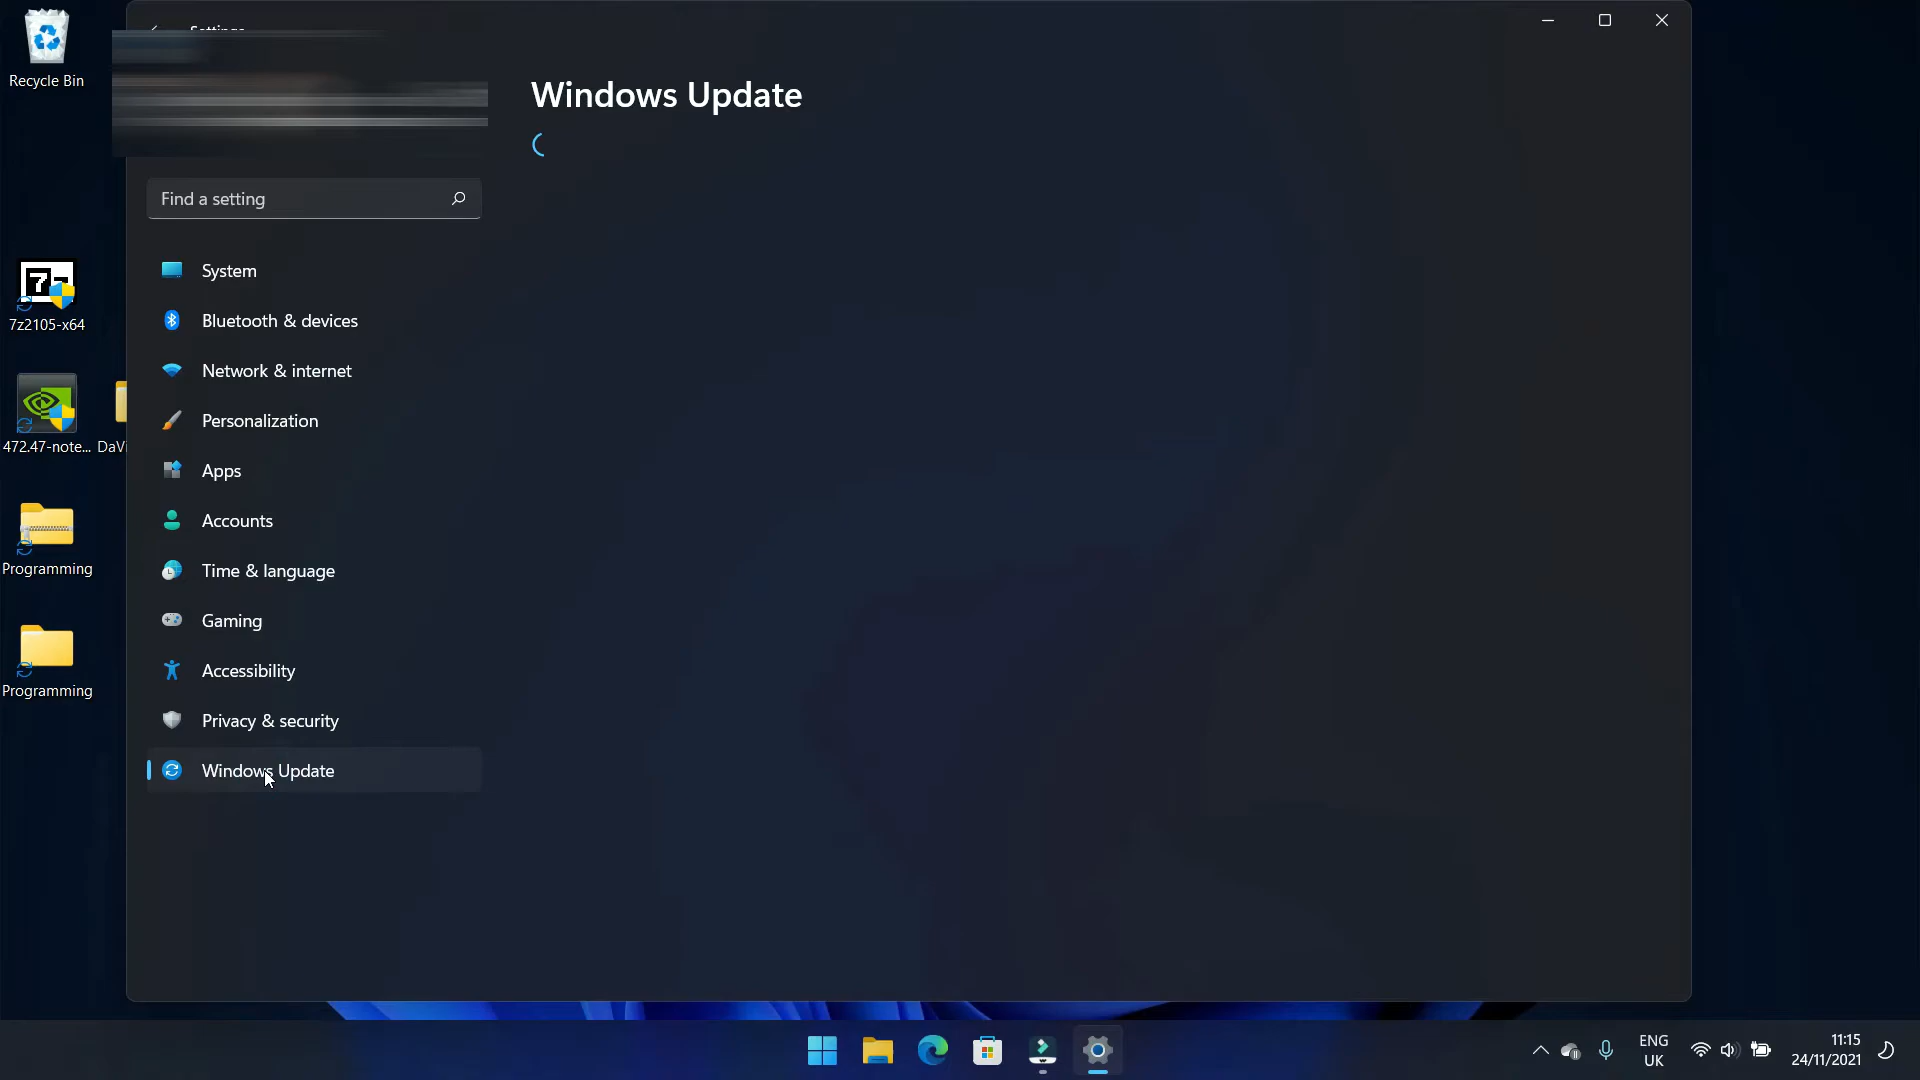 Recycle Bin
7z2105-x64
472.47-note...
DaVi
Programming
Programming
Settings
Find a setting
System
Bluetooth & devices
Network & internet
Personalization
Apps
Accounts
Time & language
Gaming
Accessibility
Privacy & security
Windows Update
Windows Update
ENG
UK
11:15
24/11/2021